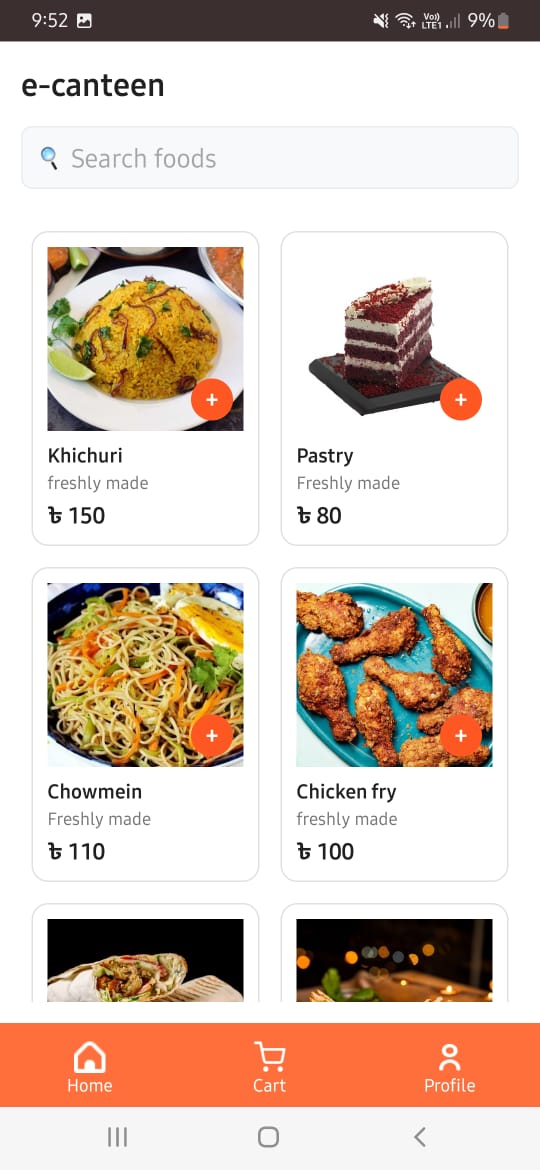 9:52 Vo)) LTE1 9%
e-canteen
Search foods
+ +
Khichuri Pastry
freshly made Freshly made
৳ 150 ৳ 80
+ +
Chowmein Chicken fry
Freshly made freshly made
৳ 110 ৳ 100
Home Cart Profile